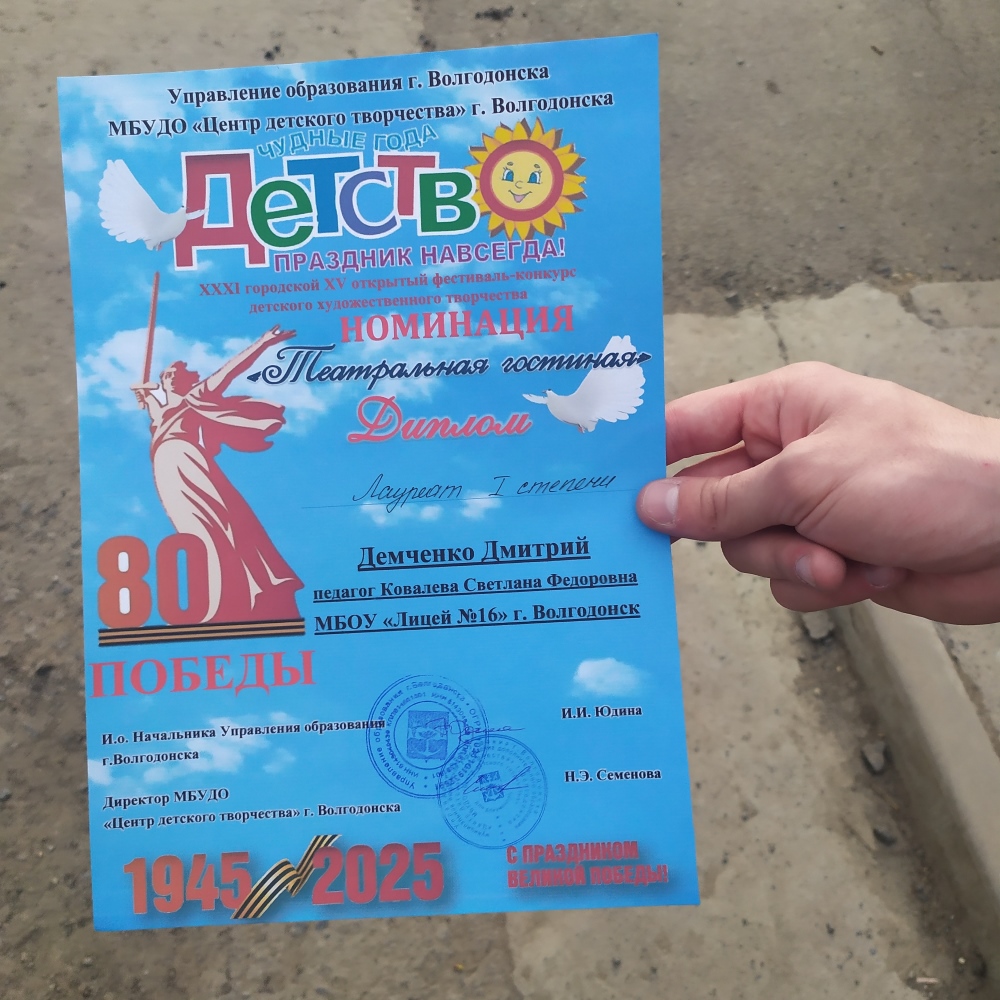 Управление образования г. Волгодонска
МБУДО «Центр детского творчества» г. Волгодонска
ЧУДНЫЕ ГОДА
ДЕТСТВО
ПРАЗДНИК НАВСЕГДА!
XXXI городской XV открытый фестиваль-конкурс
детского художественного творчества
НОМИНАЦИЯ
«Театральная гостиная»
Диплом
Лауреат I степени
Демченко Дмитрий
педагог Ковалева Светлана Федоровна
МБОУ «Лицей №16» г. Волгодонск
80
ПОБЕДЫ
И.о. Начальника Управления образования
г.Волгодонска
И.И. Юдина
Директор МБУДО
«Центр детского творчества» г. Волгодонска
Н.Э. Семенова
Управление образования г.Волгодонска
1945 2025
С ПРАЗДНИКОМ
ВЕЛИКОЙ ПОБЕДЫ!